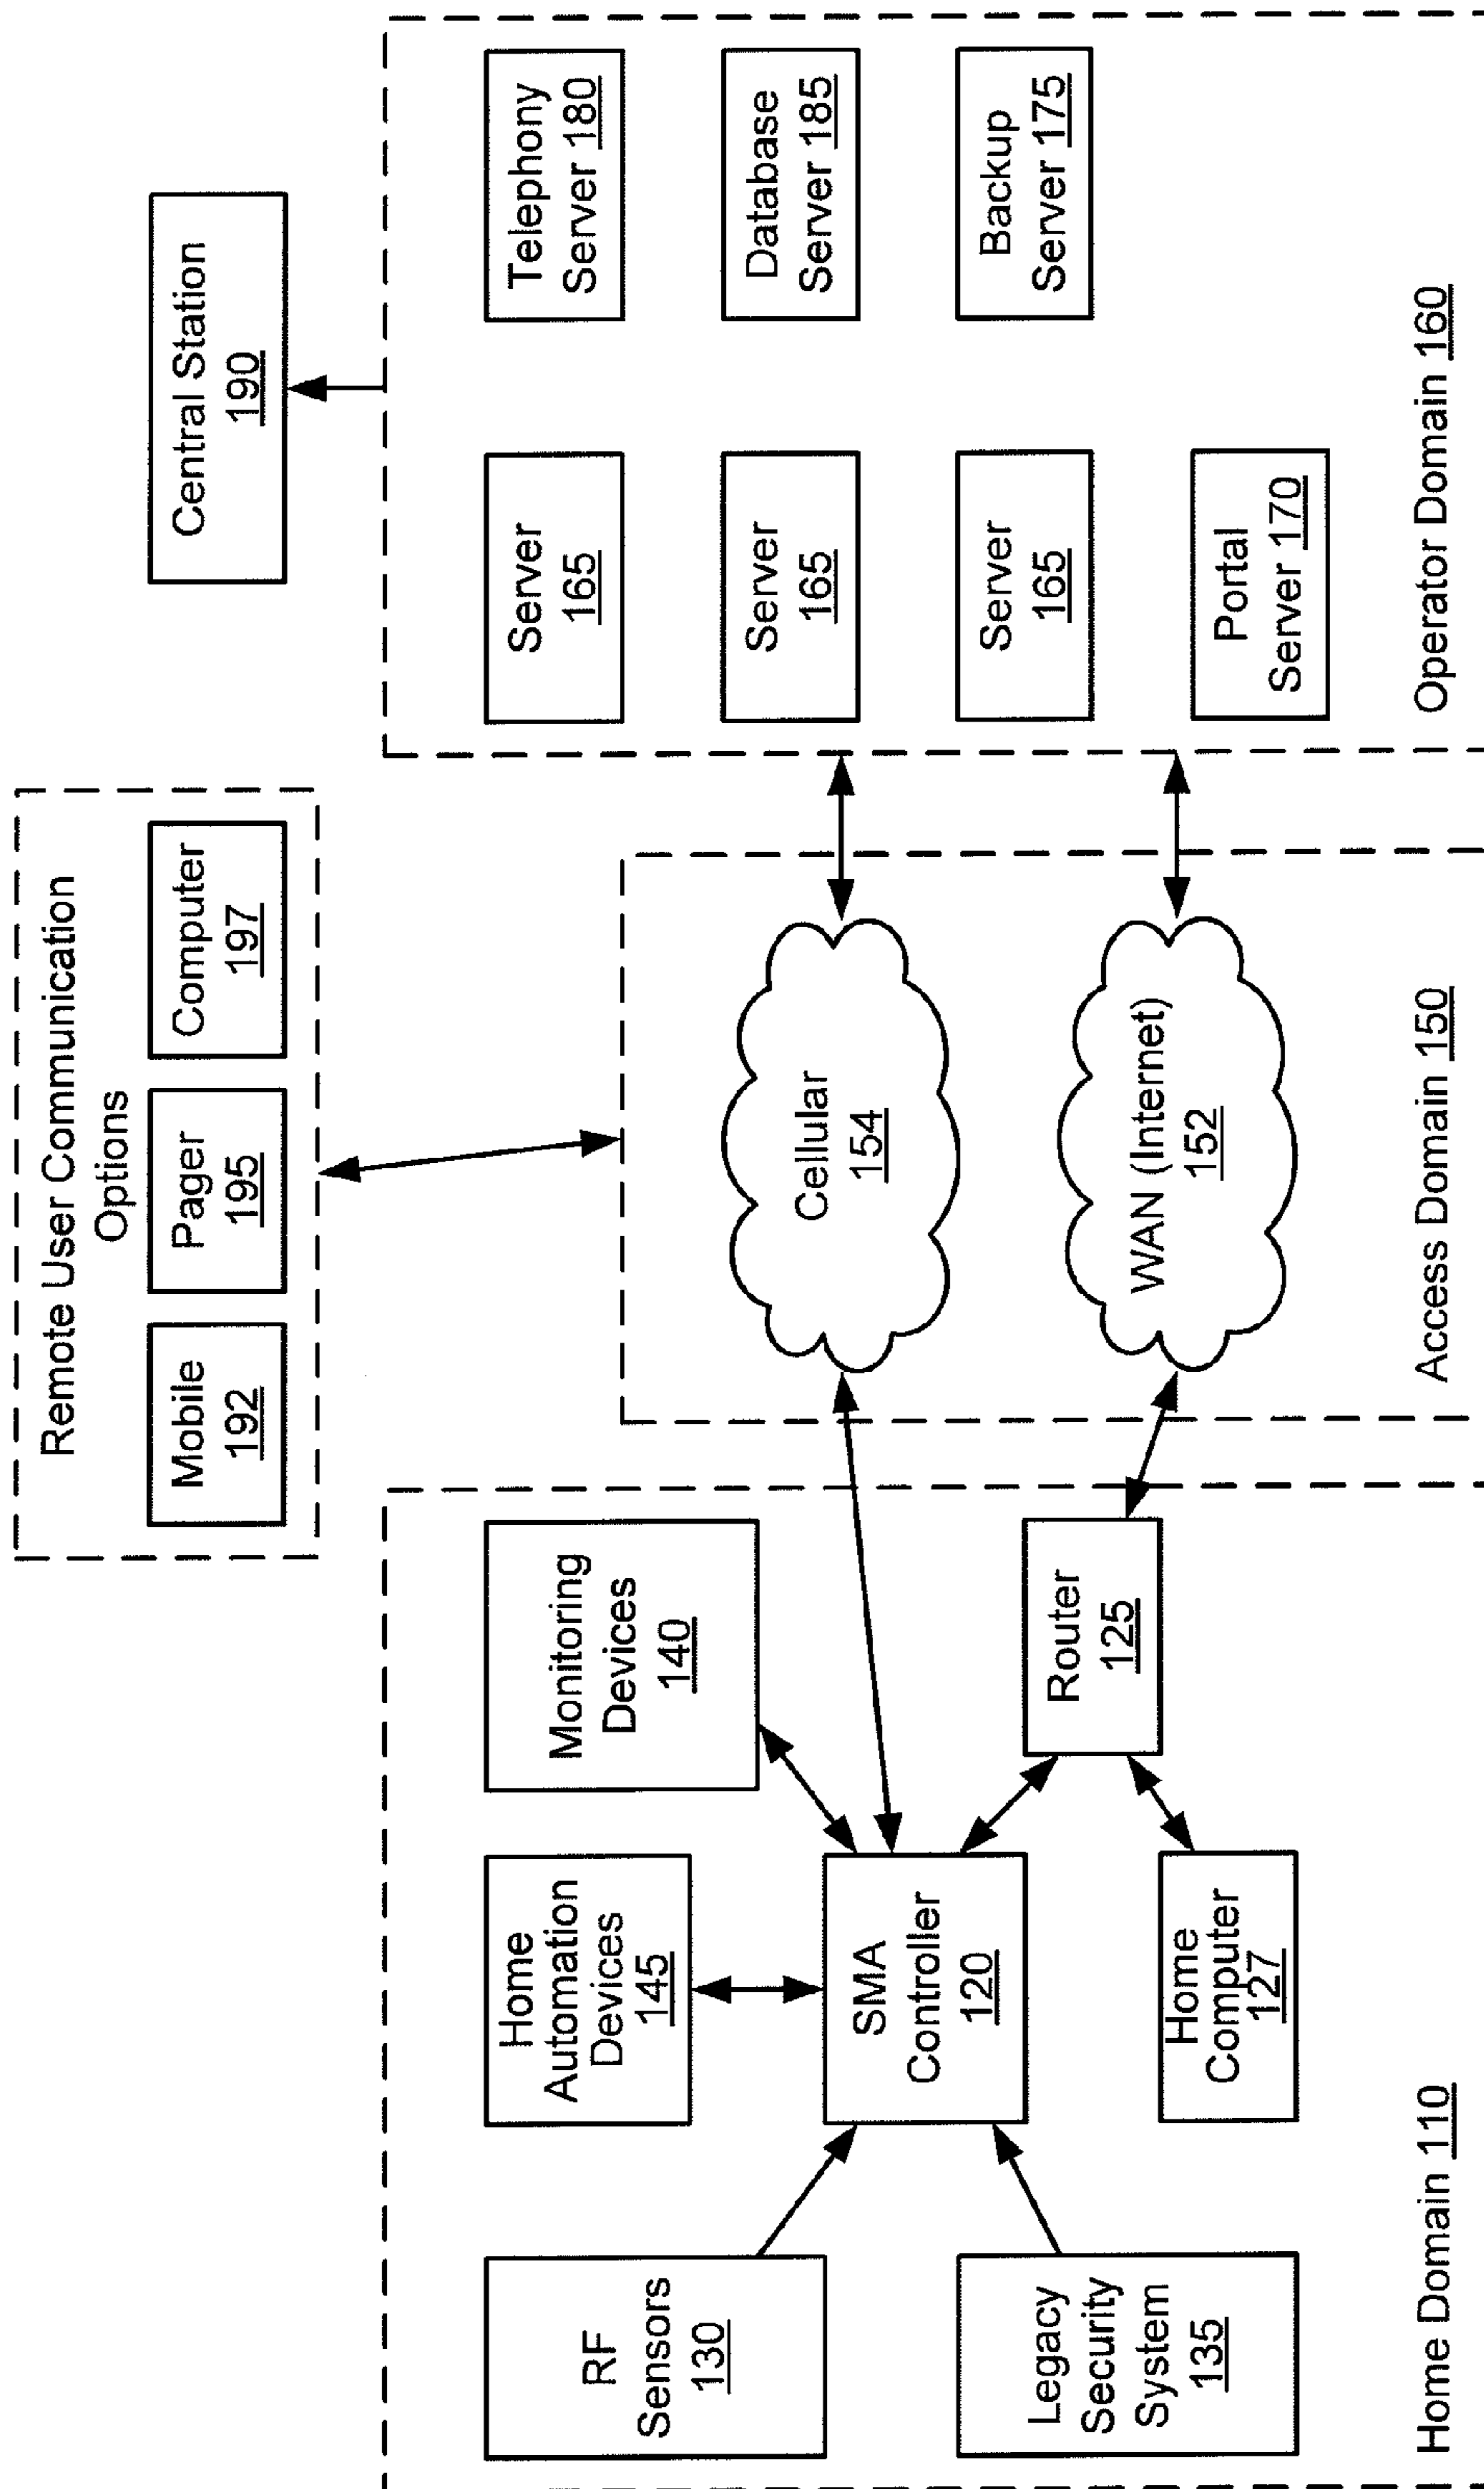 Remote User Communication
Options
Mobile
192
Pager
195
Computer
197
Central Station
190
RF
Sensors
130
Legacy
Security
System
135
Home
Automation
Devices
145
SMA
Controller
120
Home
Computer
127
Monitoring
Devices
140
Router
125
Home Domain 110
Cellular
154
WAN (Internet)
152
Access Domain 150
Server
165
Server
165
Server
165
Portal
Server 170
Telephony
Server 180
Database
Server 185
Backup
Server 175
Operator Domain 160